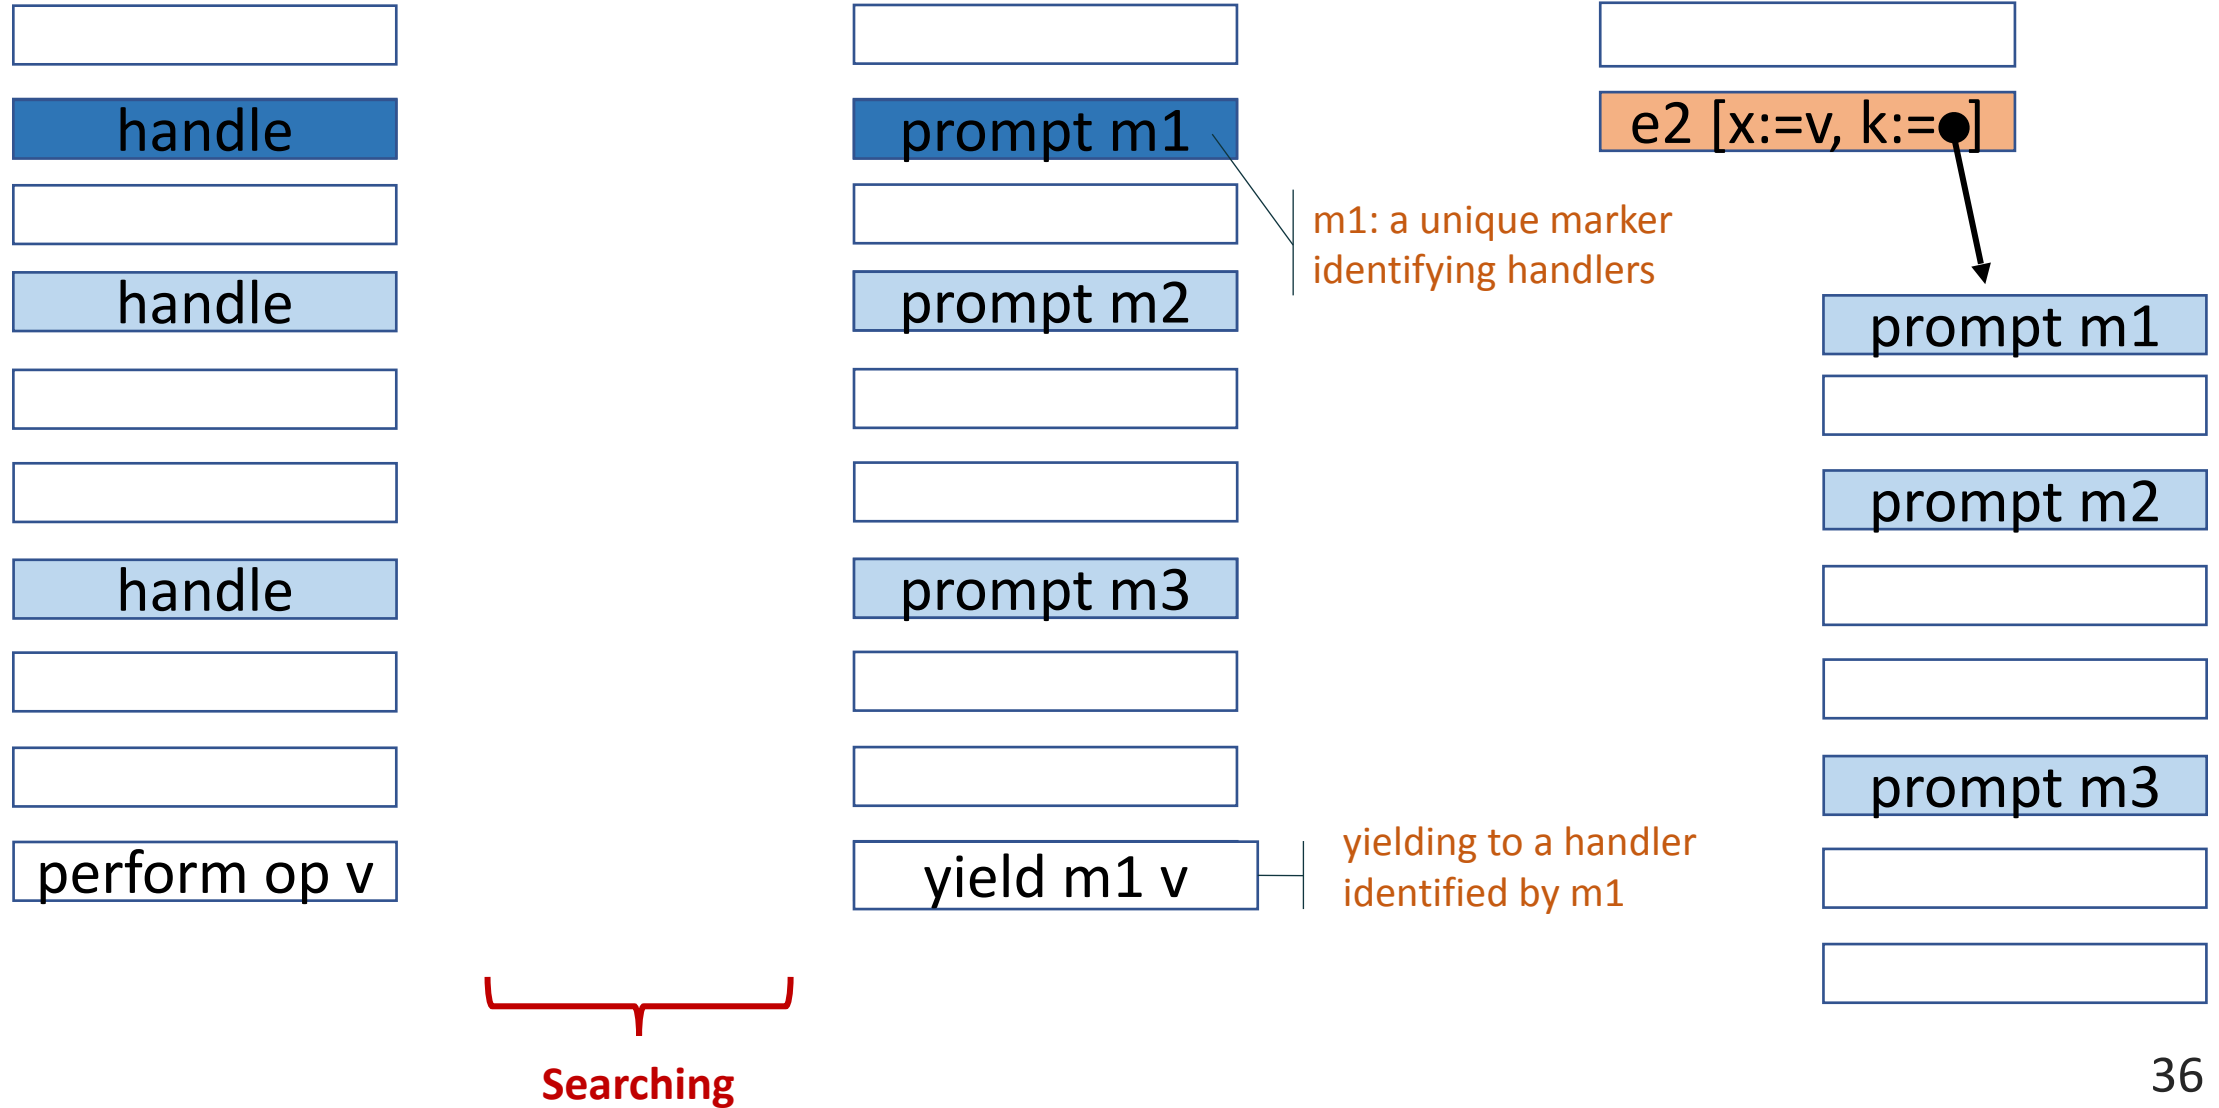 handle
handle
handle
perform op v
Searching
prompt m1
m1: a unique marker
identifying handlers
prompt m2
prompt m3
yield m1 v
yielding to a handler
identified by m1
e2 [x:=v, k:=●]
prompt m1
prompt m2
prompt m3
36